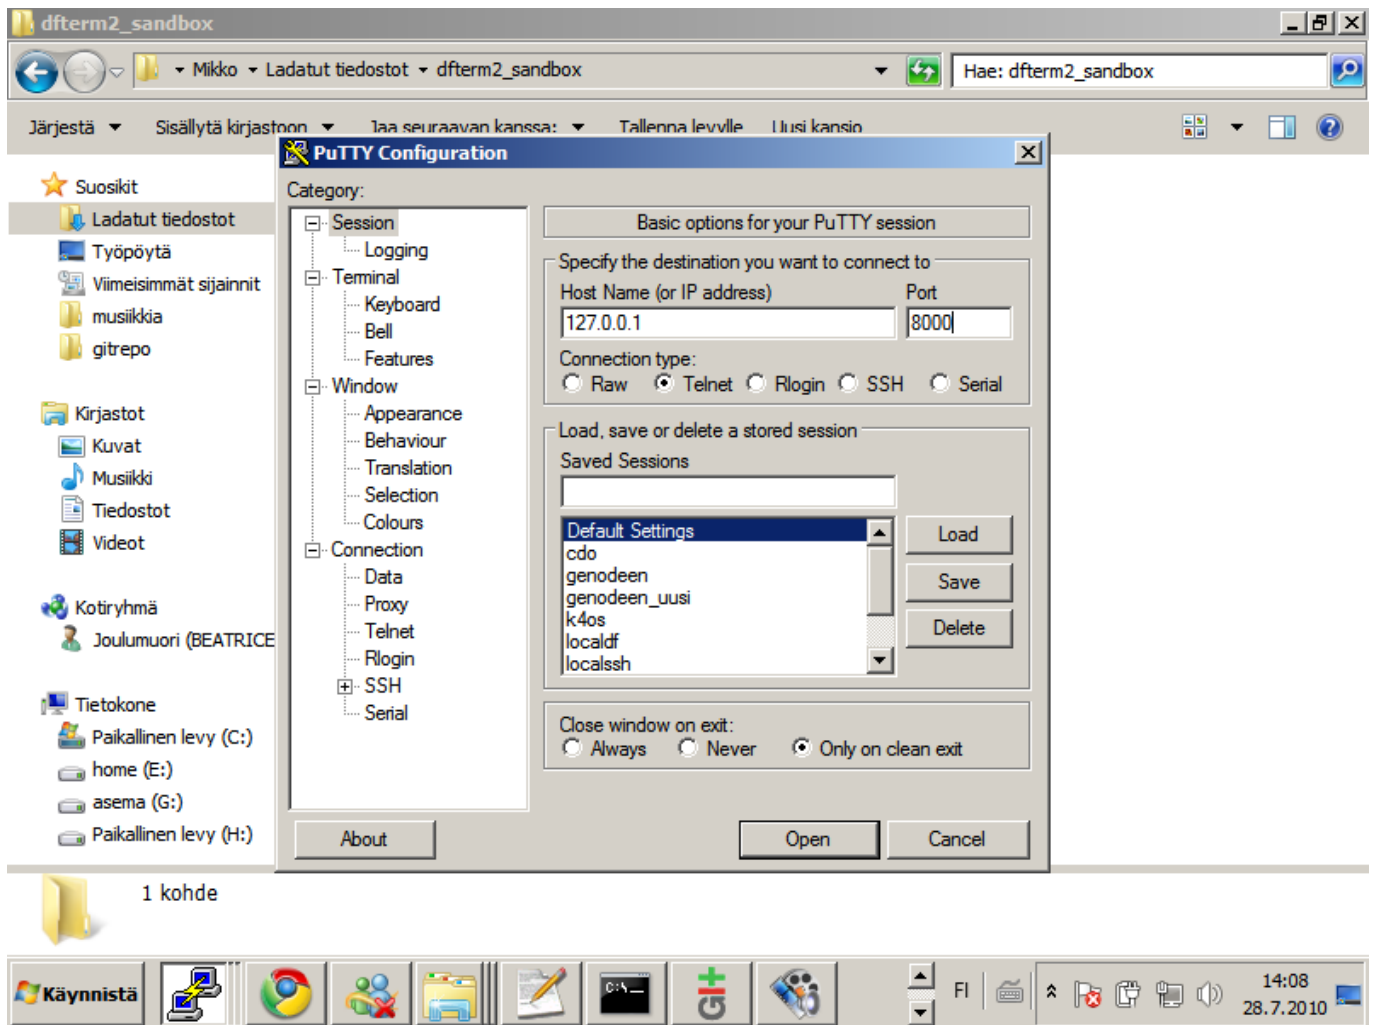 dfterm2_sandbox
Mikko Ladatut tiedostot dfterm2_sandbox
Hae: dfterm2_sandbox
Järjestä Sisällytä kirjastoon Jaa seuraavan kanssa: Tallenna levylle Uusi kansio
Suosikit
Ladatut tiedostot
Työpöytä
Viimeisimmät sijainnit
musiikkia
gitrepo
Kirjastot
Kuvat
Musiikki
Tiedostot
Videot
Kotiryhmä
Joulumuori (BEATRICE
Tietokone
Paikallinen levy (C:)
home (E:)
asema (G:)
Paikallinen levy (H:)
PuTTY Configuration
Category:
Session
Logging
Terminal
Keyboard
Bell
Features
Window
Appearance
Behaviour
Translation
Selection
Colours
Connection
Data
Proxy
Telnet
Rlogin
SSH
Serial
Basic options for your PuTTY session
Specify the destination you want to connect to
Host Name (or IP address) Port
127.0.0.1 8000
Connection type:
Raw Telnet Rlogin SSH Serial
Load, save or delete a stored session
Saved Sessions
Default Settings
cdo
genodeen
genodeen_uusi
k4os
localdf
localssh
Load
Save
Delete
Close window on exit:
Always Never Only on clean exit
About Open Cancel
1 kohde
Käynnistä
C:\
git
FI
14:08
28.7.2010